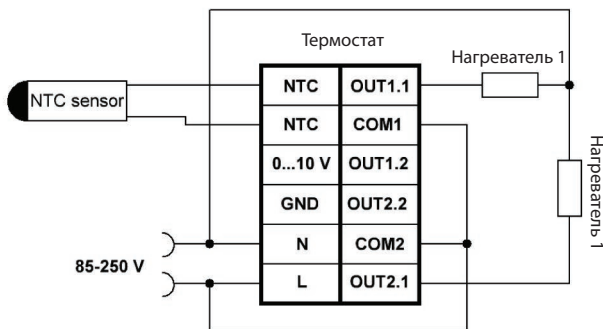 Термостат
Нагреватель 1
NTC sensor
NTC OUT1.1
NTC COM1
0...10 V OUT1.2
GND OUT2.2
N COM2
L OUT2.1
85-250 V
Нагреватель 1